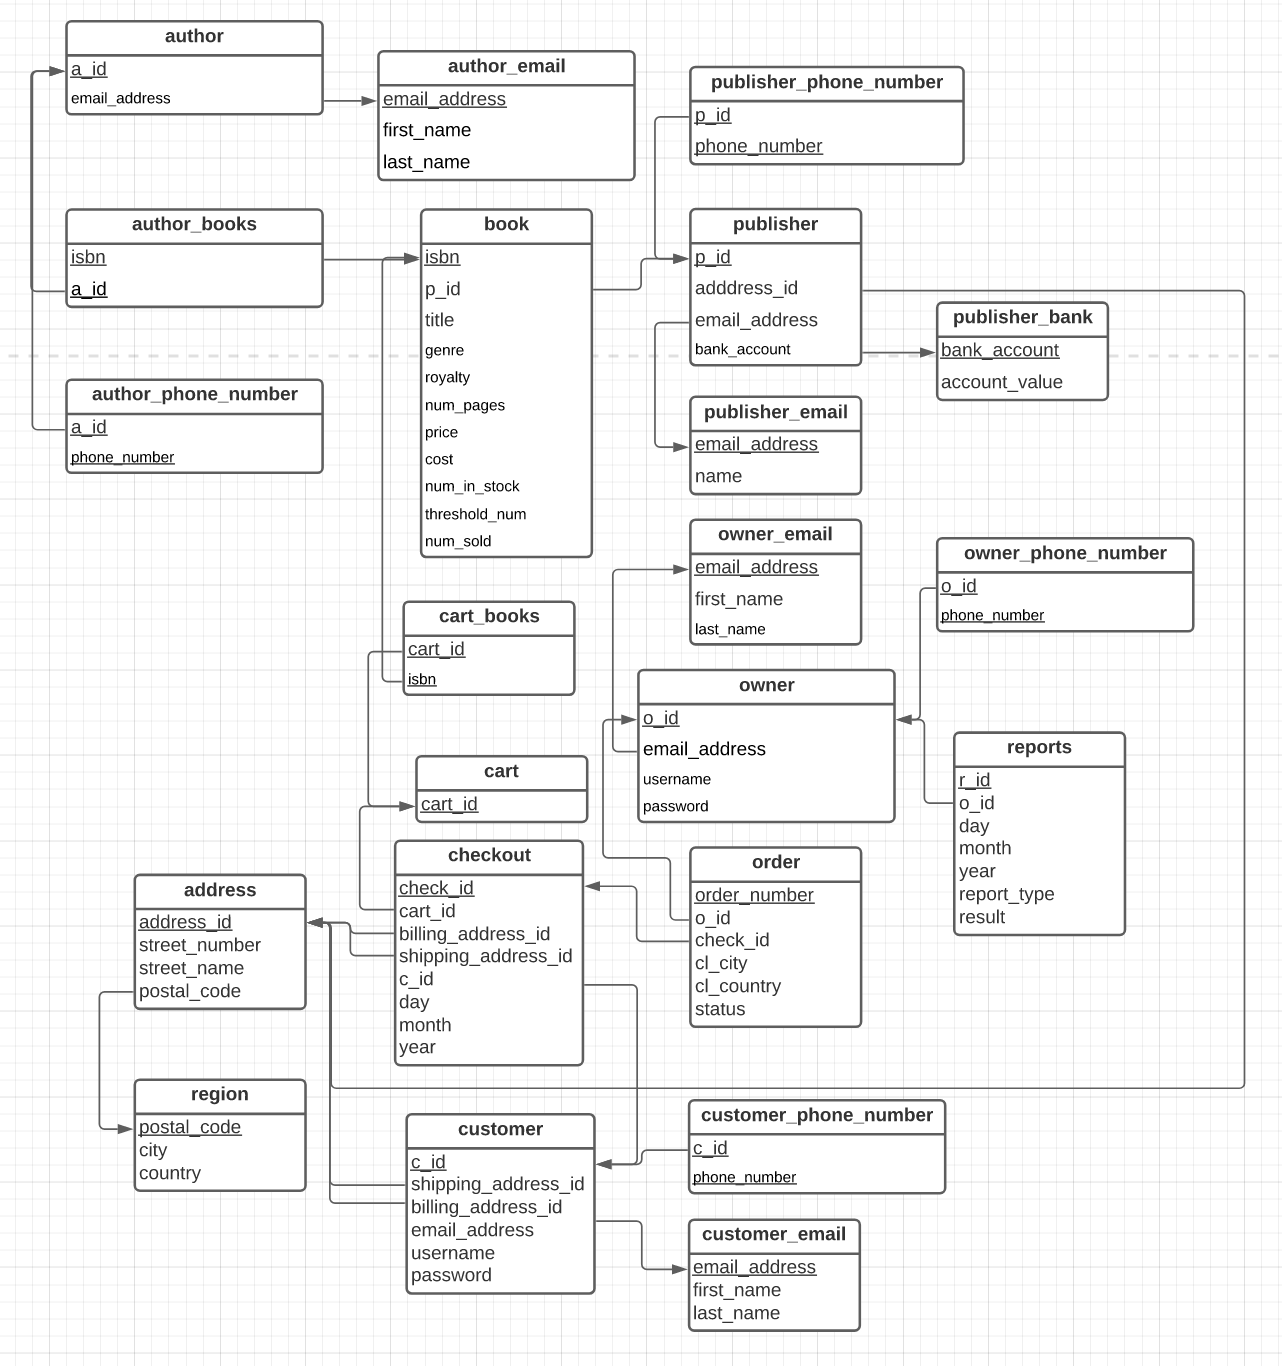 author
a_id
email_address
author_email
email_address
first_name
last_name
publisher_phone_number
p_id
phone_number
author_books
isbn
a_id
book
isbn
p_id
title
genre
royalty
num_pages
price
cost
num_in_stock
threshold_num
num_sold
publisher
p_id
adddress_id
email_address
bank_account
publisher_bank
bank_account
account_value
author_phone_number
a_id
phone_number
publisher_email
email_address
name
owner_email
email_address
first_name
last_name
owner_phone_number
o_id
phone_number
cart_books
cart_id
isbn
owner
o_id
email_address
username
password
reports
r_id
o_id
day
month
year
report_type
result
cart
cart_id
checkout
check_id
cart_id
billing_address_id
shipping_address_id
c_id
day
month
year
order
order_number
o_id
check_id
cl_city
cl_country
status
address
address_id
street_number
street_name
postal_code
region
postal_code
city
country
customer
c_id
shipping_address_id
billing_address_id
email_address
username
password
customer_phone_number
c_id
phone_number
customer_email
email_address
first_name
last_name